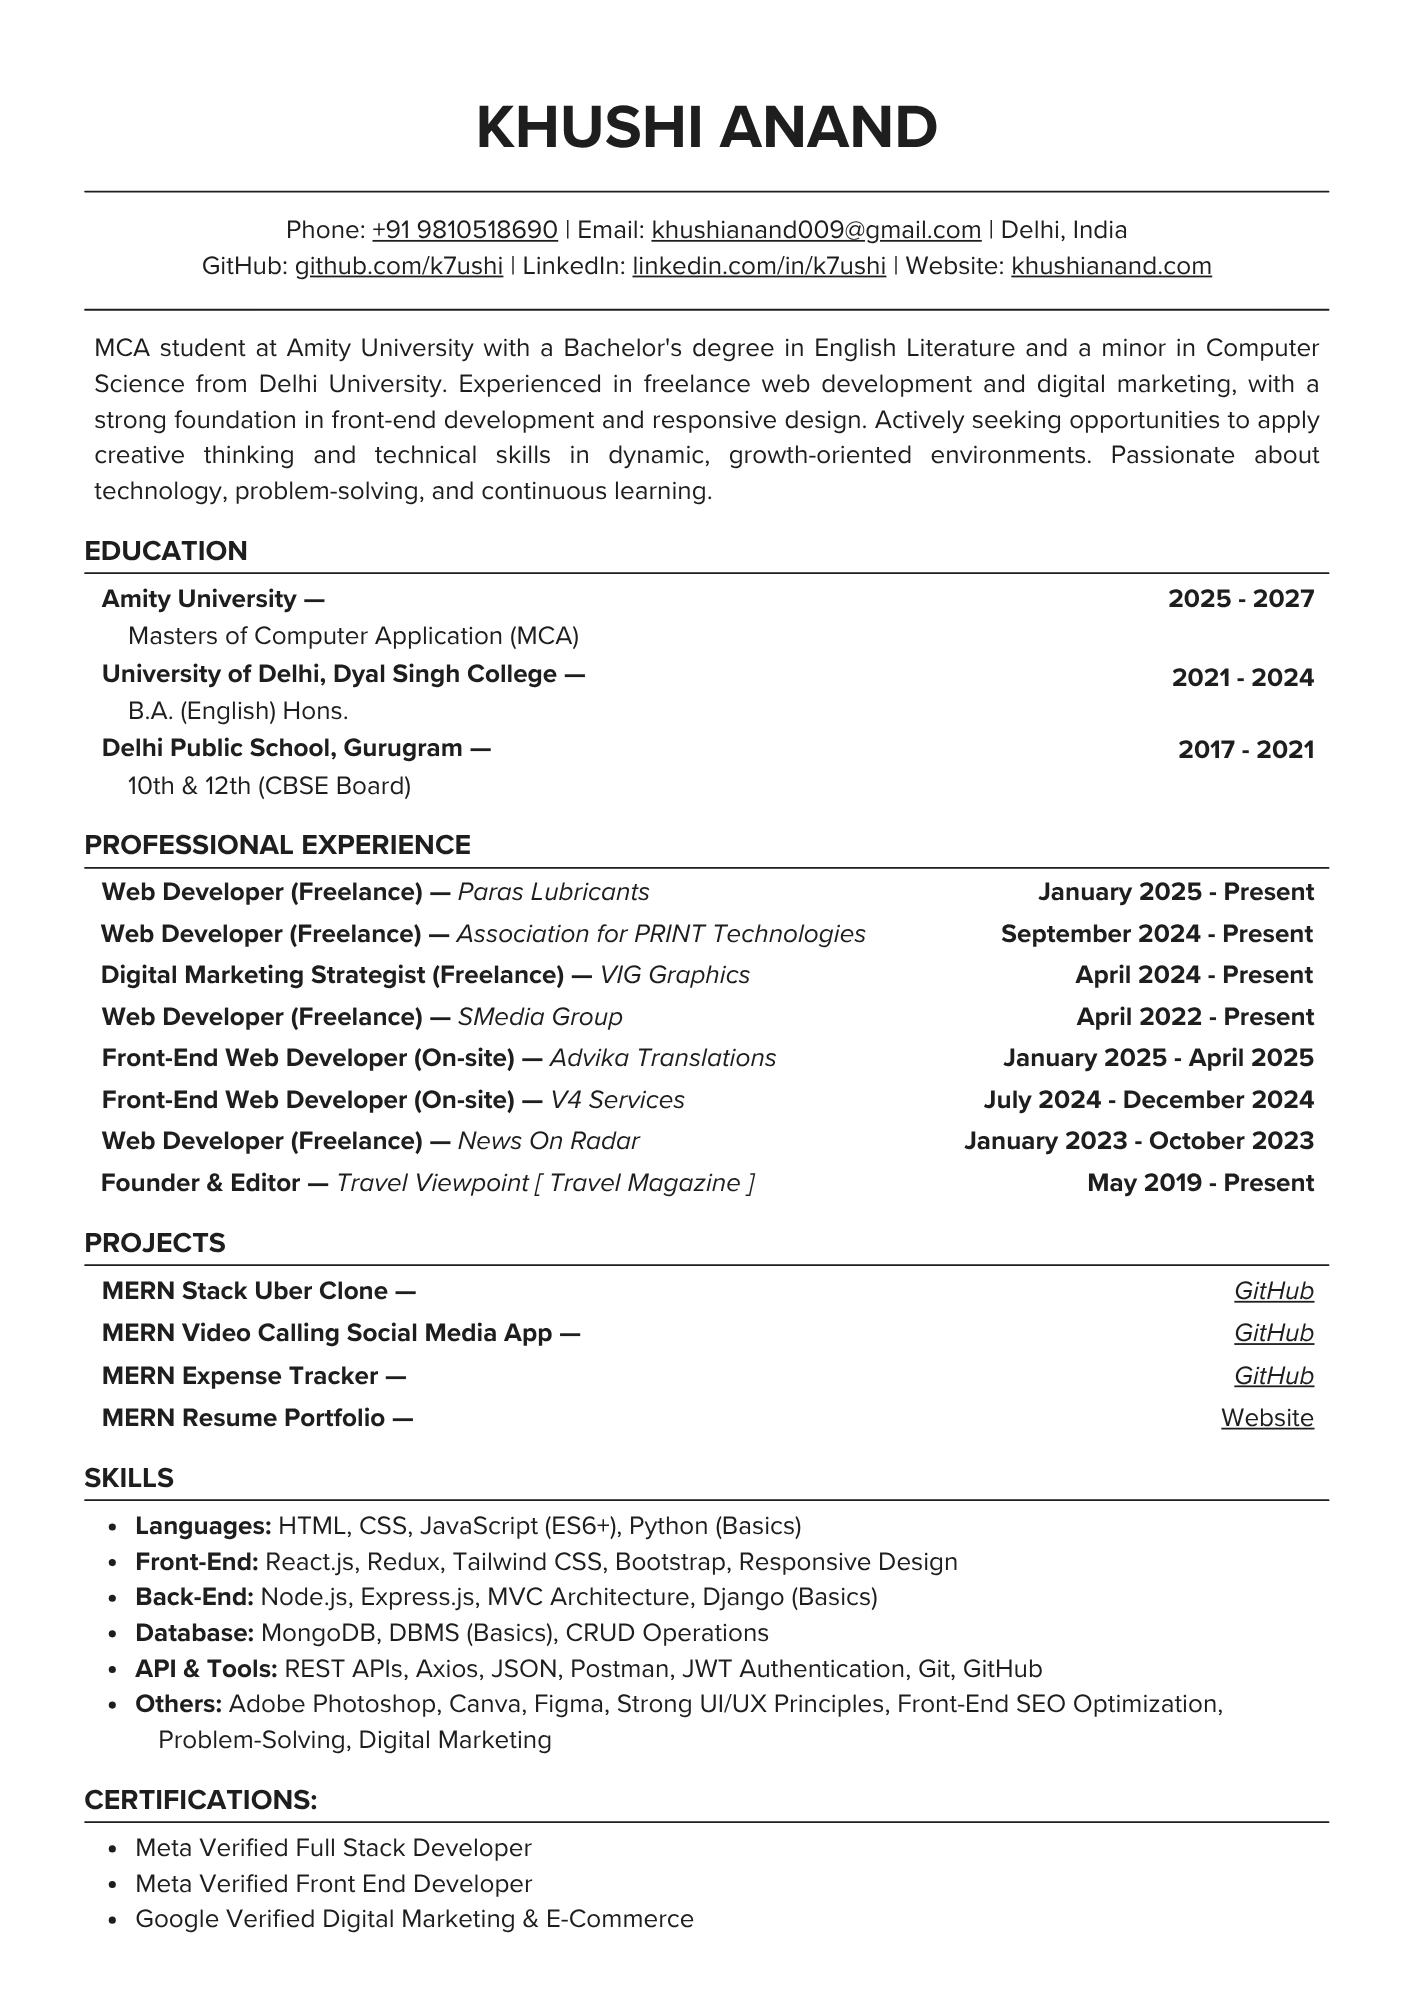 KHUSHI ANAND
Phone: +91 9810518690 | Email: khushianand009@gmail.com | Delhi, India
GitHub: github.com/k7ushi | LinkedIn: linkedin.com/in/k7ushi | Website: khushianand.com
MCA student at Amity University with a Bachelor's degree in English Literature and a minor in Computer
Science from Delhi University. Experienced in freelance web development and digital marketing, with a
strong foundation in front-end development and responsive design. Actively seeking opportunities to apply
creative thinking and technical skills in dynamic, growth-oriented environments. Passionate about
technology, problem-solving, and continuous learning.
EDUCATION
Amity University — 2025 - 2027
Masters of Computer Application (MCA)
University of Delhi, Dyal Singh College — 2021 - 2024
B.A. (English) Hons.
Delhi Public School, Gurugram — 2017 - 2021
10th & 12th (CBSE Board)
PROFESSIONAL EXPERIENCE
Web Developer (Freelance) — Paras Lubricants January 2025 - Present
Web Developer (Freelance) — Association for PRINT Technologies September 2024 - Present
Digital Marketing Strategist (Freelance) — VIG Graphics April 2024 - Present
Web Developer (Freelance) — SMedia Group April 2022 - Present
Front-End Web Developer (On-site) — Advika Translations January 2025 - April 2025
Front-End Web Developer (On-site) — V4 Services July 2024 - December 2024
Web Developer (Freelance) — News On Radar January 2023 - October 2023
Founder & Editor — Travel Viewpoint [ Travel Magazine ] May 2019 - Present
PROJECTS
MERN Stack Uber Clone — GitHub
MERN Video Calling Social Media App — GitHub
MERN Expense Tracker — GitHub
MERN Resume Portfolio — Website
SKILLS
• Languages: HTML, CSS, JavaScript (ES6+), Python (Basics)
• Front-End: React.js, Redux, Tailwind CSS, Bootstrap, Responsive Design
• Back-End: Node.js, Express.js, MVC Architecture, Django (Basics)
• Database: MongoDB, DBMS (Basics), CRUD Operations
• API & Tools: REST APIs, Axios, JSON, Postman, JWT Authentication, Git, GitHub
• Others: Adobe Photoshop, Canva, Figma, Strong UI/UX Principles, Front-End SEO Optimization,
Problem-Solving, Digital Marketing
CERTIFICATIONS:
• Meta Verified Full Stack Developer
• Meta Verified Front End Developer
• Google Verified Digital Marketing & E-Commerce